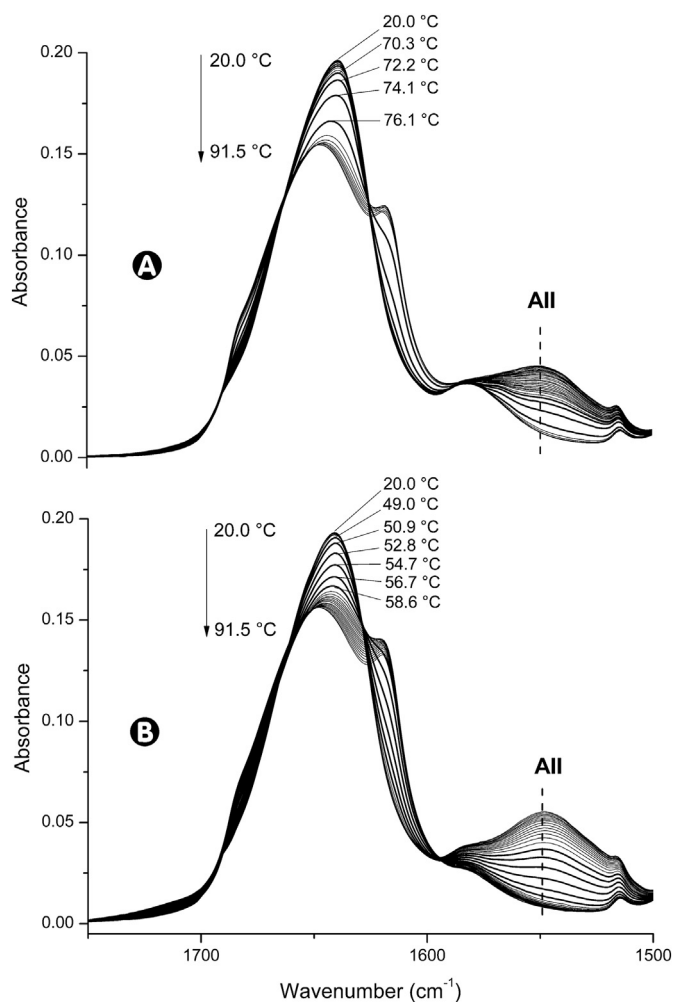 0.20
0.15
0.10
0.05
0.00
Absorbance
20.0 °C
91.5 °C
20.0 °C
70.3 °C
72.2 °C
74.1 °C
76.1 °C
A
AII
0.20
0.15
0.10
0.05
0.00
Absorbance
20.0 °C
91.5 °C
20.0 °C
49.0 °C
50.9 °C
52.8 °C
54.7 °C
56.7 °C
58.6 °C
B
AII
1700
1600
1500
Wavenumber (cm⁻¹)